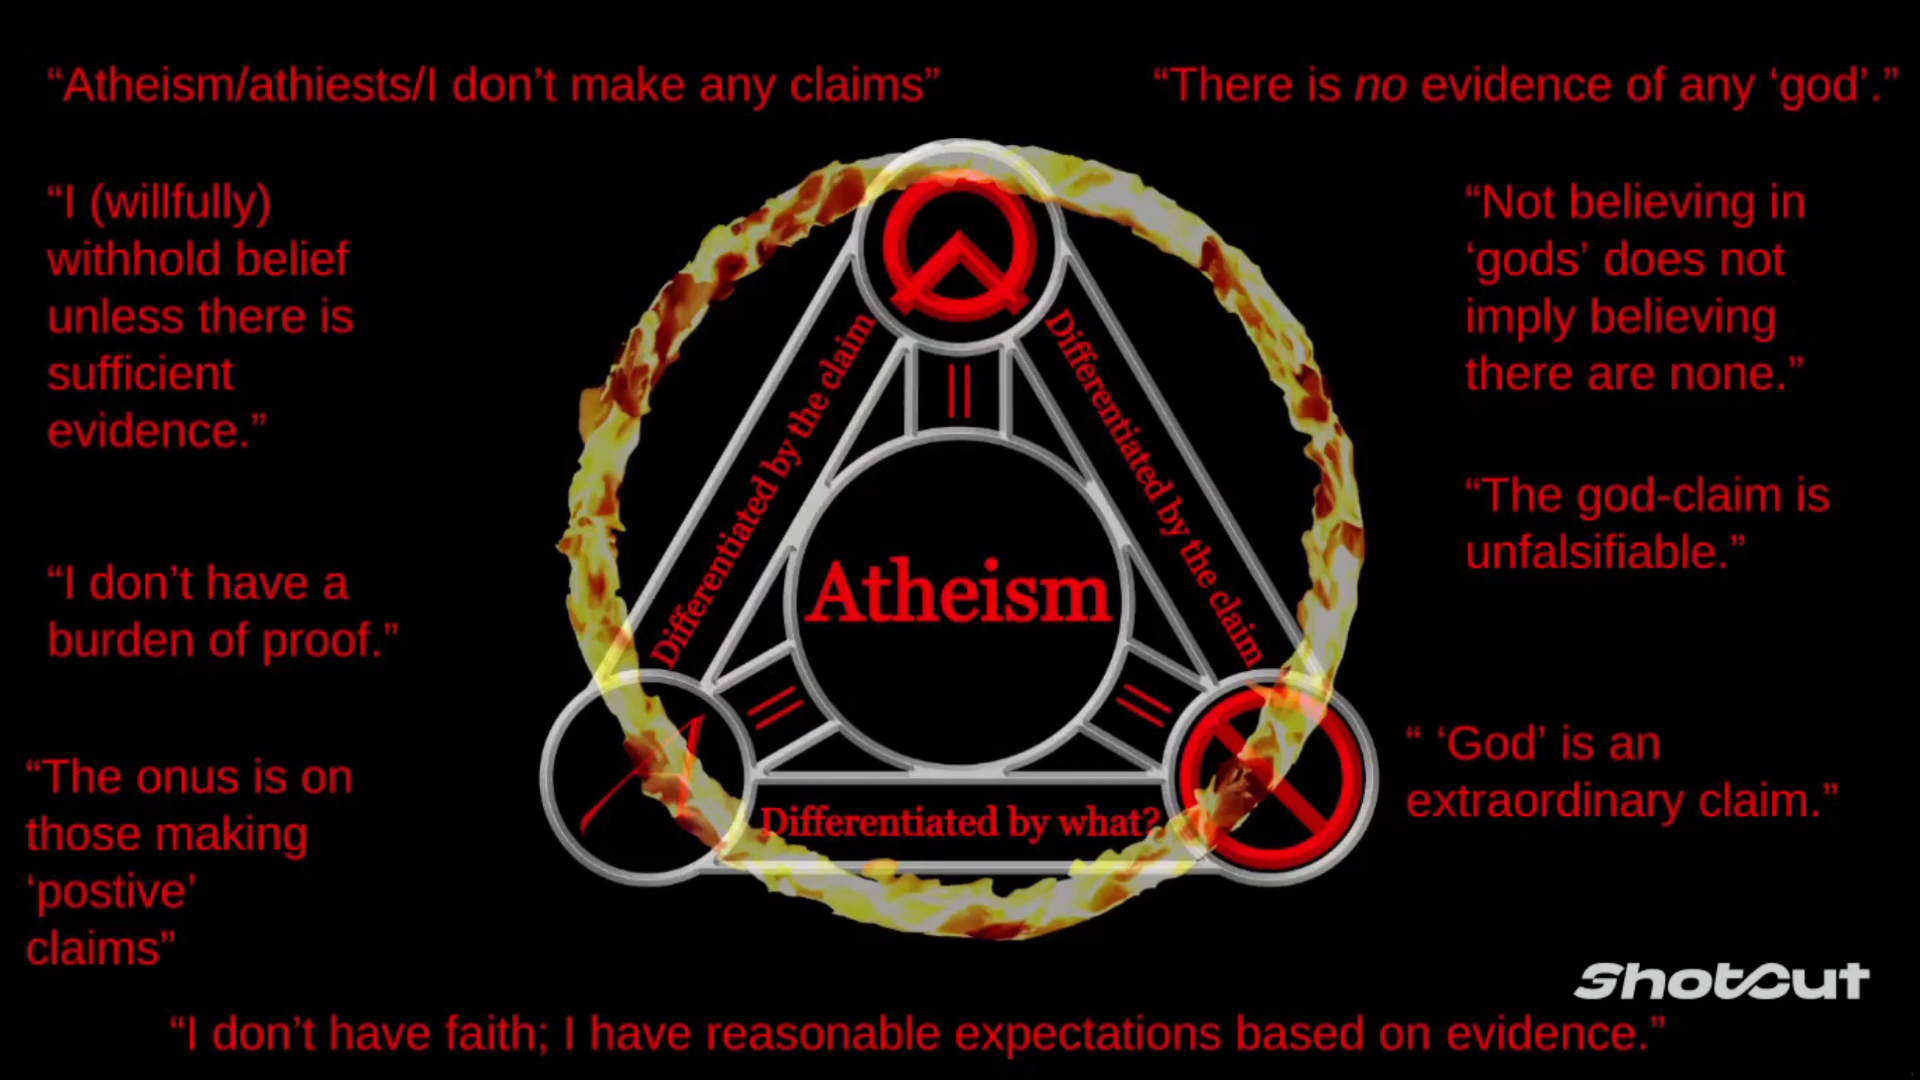 “Atheism/athiests/I don’t make any claims”
“There is no evidence of any ‘god’.”
“I (willfully)
withhold belief
unless there is
sufficient
evidence.”
“Not believing in
‘gods’ does not
imply believing
there are none.”
Differentiated by the claim
Differentiated by the claim
“The god-claim is
unfalsifiable.”
“I don’t have a
burden of proof.”
Atheism
“The onus is on
those making
‘postive’
claims”
“ ‘God’ is an
extraordinary claim.”
Differentiated by what?
Shotcut
“I don’t have faith; I have reasonable expectations based on evidence.”